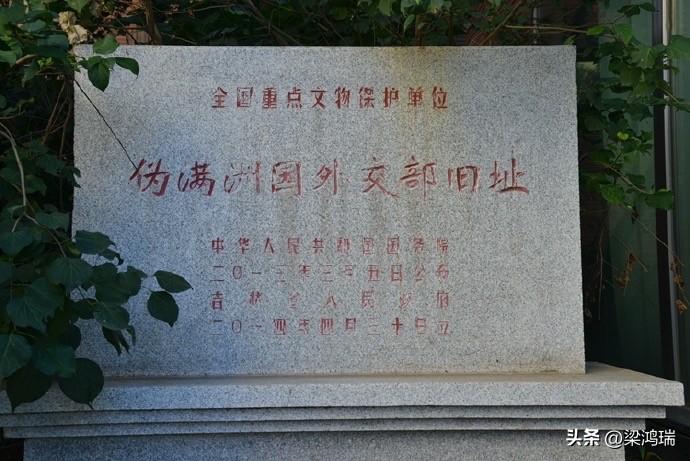 全国重点文物保护单位
伪满洲国外交部旧址
中华人民共和国国务院
二〇一三年三月五日公布
吉林省人民政府
二〇一四年四月三十日立
头条 @梁鸿瑞